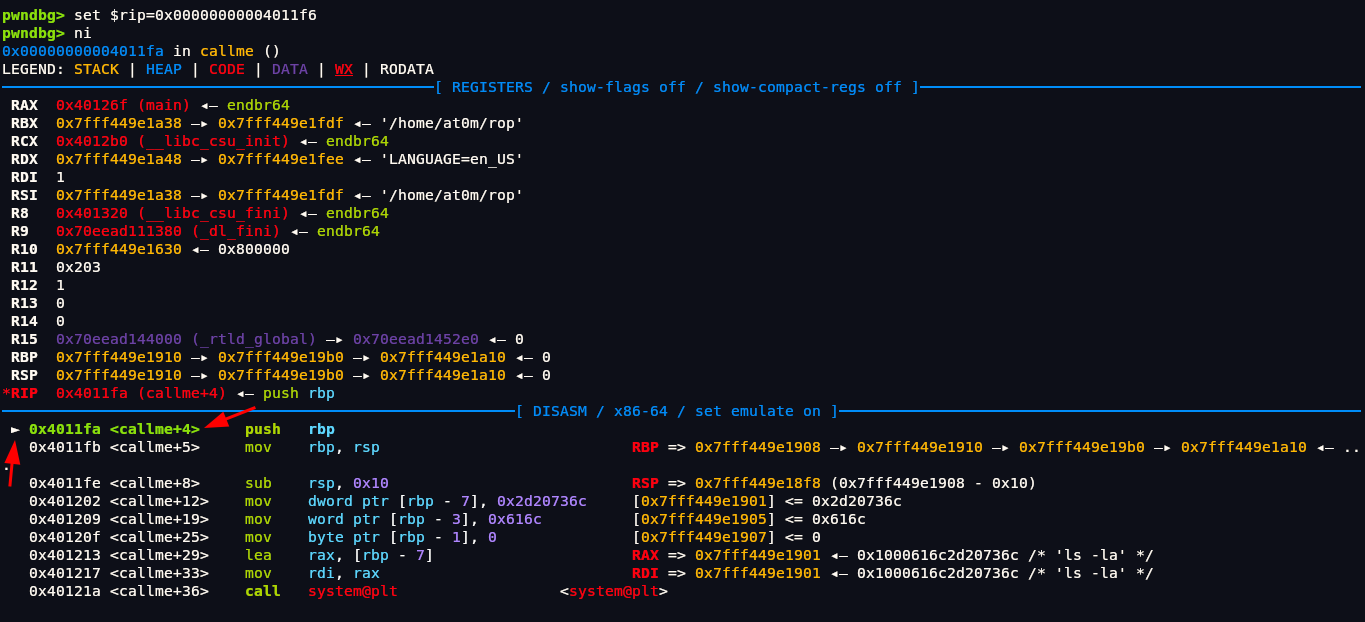 pwndbg> set $rip=0x00000000004011f6
pwndbg> ni
0x00000000004011fa in callme ()
LEGEND: STACK | HEAP | CODE | DATA | WX | RODATA
[ REGISTERS / show-flags off / show-compact-regs off ]
RAX  0x40126f (main) ◂— endbr64
RBX  0x7fff449e1a38 —▸ 0x7fff449e1fdf ◂— '/home/at0m/rop'
RCX  0x4012b0 (__libc_csu_init) ◂— endbr64
RDX  0x7fff449e1a48 —▸ 0x7fff449e1fee ◂— 'LANGUAGE=en_US'
RDI  1
RSI  0x7fff449e1a38 —▸ 0x7fff449e1fdf ◂— '/home/at0m/rop'
R8   0x401320 (__libc_csu_fini) ◂— endbr64
R9   0x70eead111380 (_dl_fini) ◂— endbr64
R10  0x7fff449e1630 ◂— 0x800000
R11  0x203
R12  1
R13  0
R14  0
R15  0x70eead144000 (_rtld_global) —▸ 0x70eead1452e0 ◂— 0
RBP  0x7fff449e1910 —▸ 0x7fff449e19b0 —▸ 0x7fff449e1a10 ◂— 0
RSP  0x7fff449e1910 —▸ 0x7fff449e19b0 —▸ 0x7fff449e1a10 ◂— 0
*RIP  0x4011fa (callme+4) ◂— push rbp
[ DISASM / x86-64 / set emulate on ]
► 0x4011fa <callme+4>     push   rbp
0x4011fb <callme+5>     mov    rbp, rsp     RBP => 0x7fff449e1908 —▸ 0x7fff449e1910 —▸ 0x7fff449e19b0 —▸ 0x7fff449e1a10 ◂— ..
.
0x4011fe <callme+8>     sub    rsp, 0x10     RSP => 0x7fff449e18f8 (0x7fff449e1908 - 0x10)
0x401202 <callme+12>    mov    dword ptr [rbp - 7], 0x2d20736c     [0x7fff449e1901] <= 0x2d20736c
0x401209 <callme+19>    mov    word ptr [rbp - 3], 0x616c     [0x7fff449e1905] <= 0x616c
0x40120f <callme+25>    mov    byte ptr [rbp - 1], 0     [0x7fff449e1907] <= 0
0x401213 <callme+29>    lea    rax, [rbp - 7]     RAX => 0x7fff449e1901 ◂— 0x1000616c2d20736c /* 'ls -la' */
0x401217 <callme+33>    mov    rdi, rax     RDI => 0x7fff449e1901 ◂— 0x1000616c2d20736c /* 'ls -la' */
0x40121a <callme+36>    call   system@plt     <system@plt>